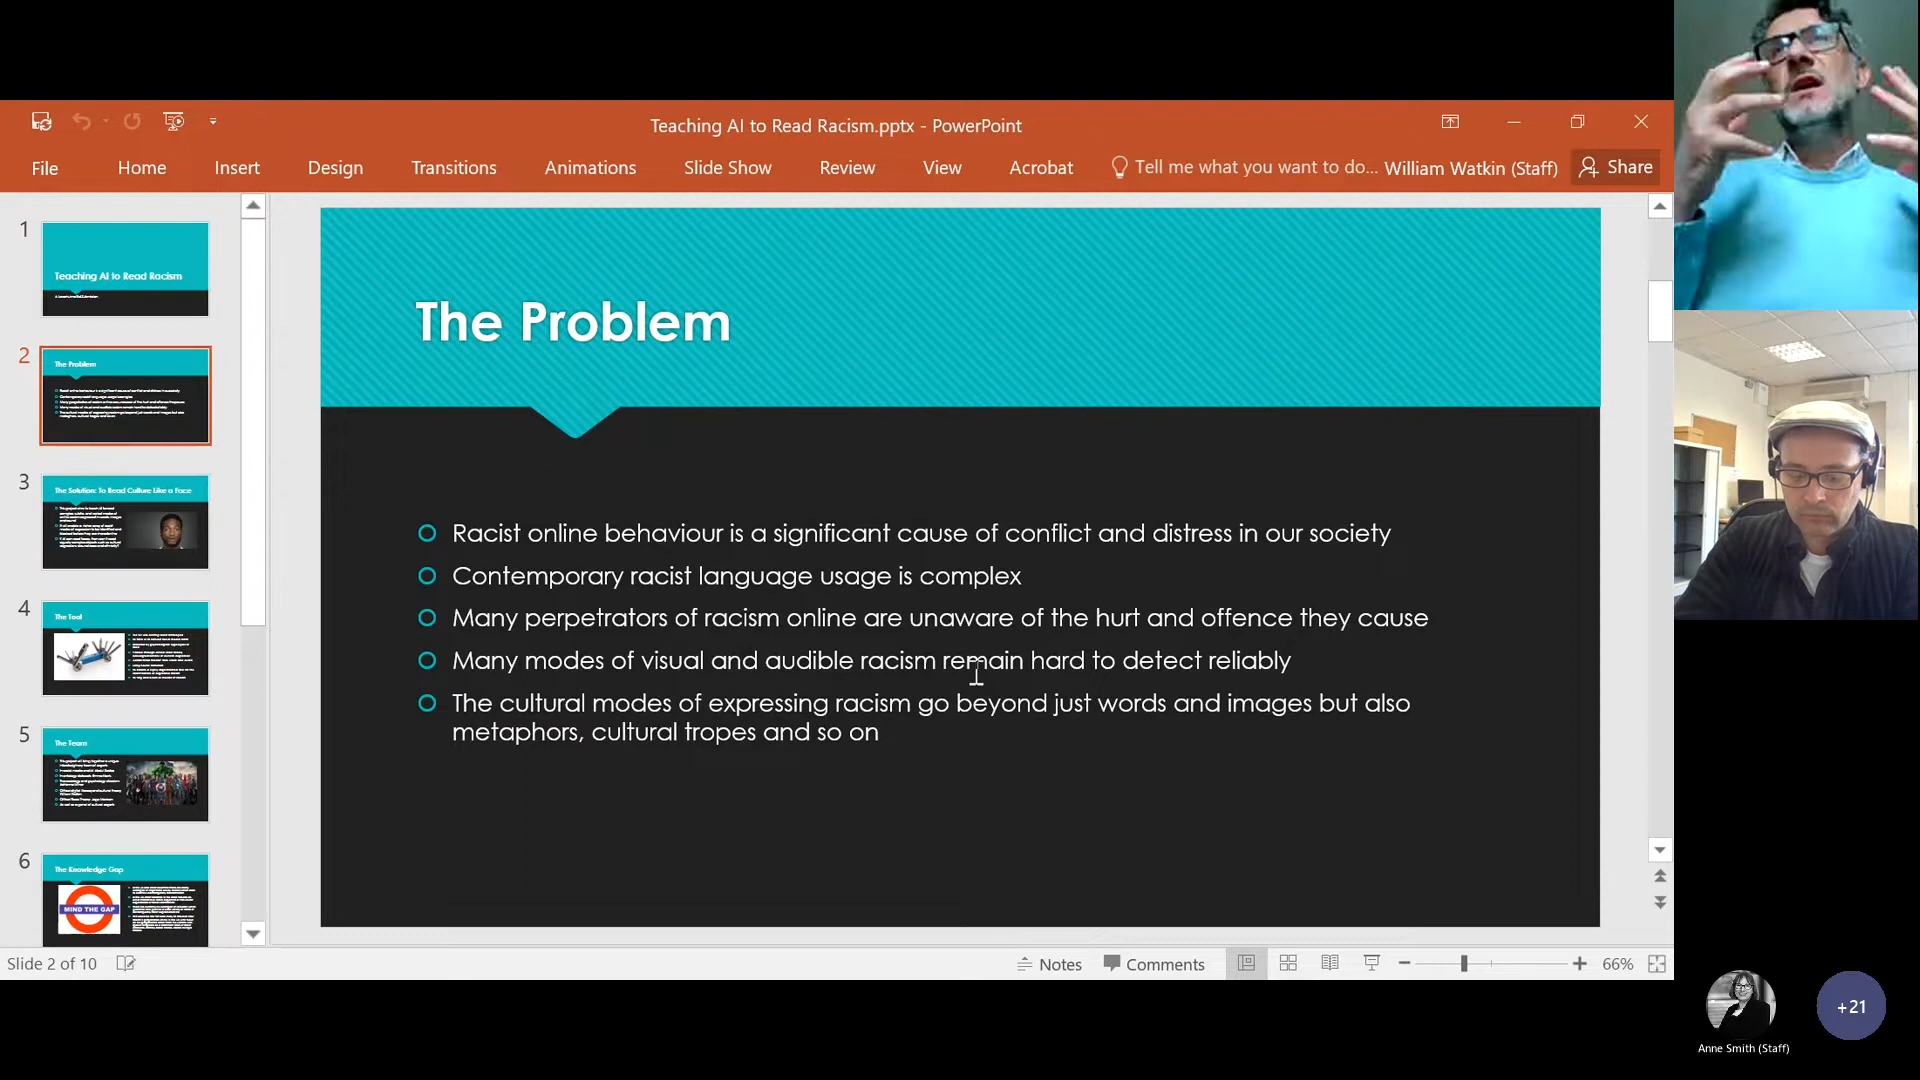 Teaching AI to Read Racism.pptx - PowerPoint
File Home Insert Design Transitions Animations Slide Show Review View Acrobat Tell me what you want to do... William Watkin (Staff) Share
1
Teaching AI to Read Racism
2
The Problem
3
The Solution: To Read Culture Like a Face
4
The Tool
5
The Team
6
The Knowledge Gap
MIND THE GAP
The Problem
Racist online behaviour is a significant cause of conflict and distress in our society
Contemporary racist language usage is complex
Many perpetrators of racism online are unaware of the hurt and offence they cause
Many modes of visual and audible racism remain hard to detect reliably
The cultural modes of expressing racism go beyond just words and images but also
metaphors, cultural tropes and so on
Slide 2 of 10 Notes Comments 66%
+21
Anne Smith (Staff)